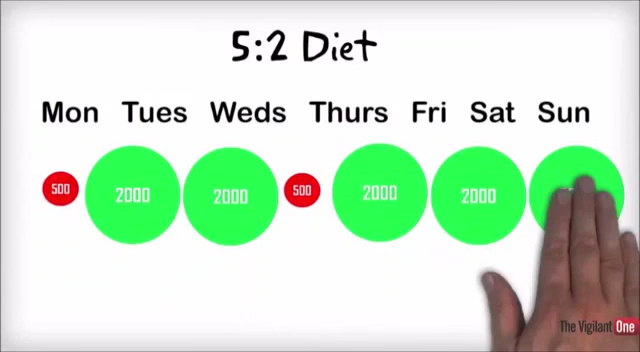 5:2 Diet
Mon Tues Weds Thurs Fri Sat Sun
500 2000 2000 500 2000 2000
The Vigilant One